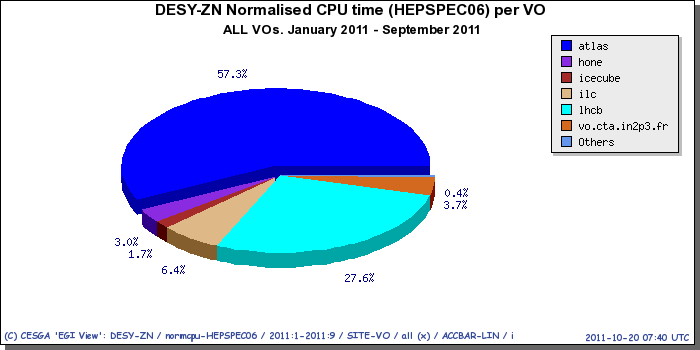 DESY-ZN Normalised CPU time (HEPSPEC06) per VO
ALL VOs. January 2011 - September 2011
atlas
hone
icecube
ilc
lhcb
vo.cta.in2p3.fr
Others
57.3%
0.4%
3.7%
3.0%
1.7%
6.4%
27.6%
(C) CESGA 'EGI View': DESY-ZN / normcpu-HEPSPEC06 / 2011:1-2011:9 / SITE-VO / all (x) / ACCBAR-LIN / i
2011-10-20 07:40 UTC